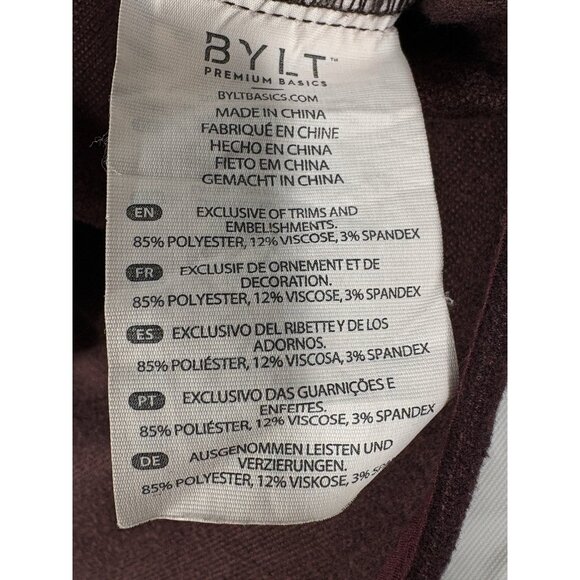 BYLT™
PREMIUM BASICS
BYLTBASICS.COM
MADE IN CHINA
FABRIQUÉ EN CHINE
HECHO EN CHINA
FIETO EM CHINA
GEMACHT IN CHINA
EN EXCLUSIVE OF TRIMS AND
EMBELISHMENTS.
85% POLYESTER, 12% VISCOSE, 3% SPANDEX
FR EXCLUSIF DE ORNEMENT ET DE
DECORATION.
85% POLYESTER, 12% VISCOSE, 3% SPANDEX
ES EXCLUSIVO DEL RIBETTE Y DE LOS
ADORNOS.
85% POLIÉSTER, 12% VISCOSA, 3% SPANDEX
PT EXCLUSIVO DAS GUARNIÇÕES E
ENFEITES.
85% POLYESTER, 12% VISCOSE, 3% SPANDEX
DE AUSGENOMMEN LEISTEN UND
VERZIERUNGEN.
85% POLYESTER, 12% VISKOSE, 3%